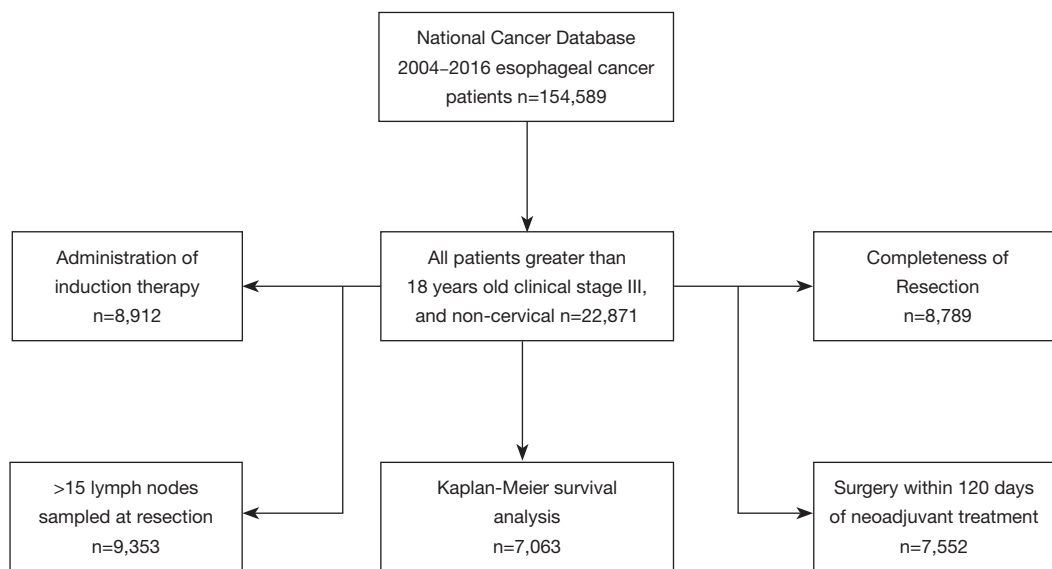 National Cancer Database
2004–2016 esophageal cancer
patients n=154,589
Administration of
induction therapy
n=8,912
All patients greater than
18 years old clinical stage III,
and non-cervical n=22,871
Completeness of
Resection
n=8,789
>15 lymph nodes
sampled at resection
n=9,353
Kaplan-Meier survival
analysis
n=7,063
Surgery within 120 days
of neoadjuvant treatment
n=7,552